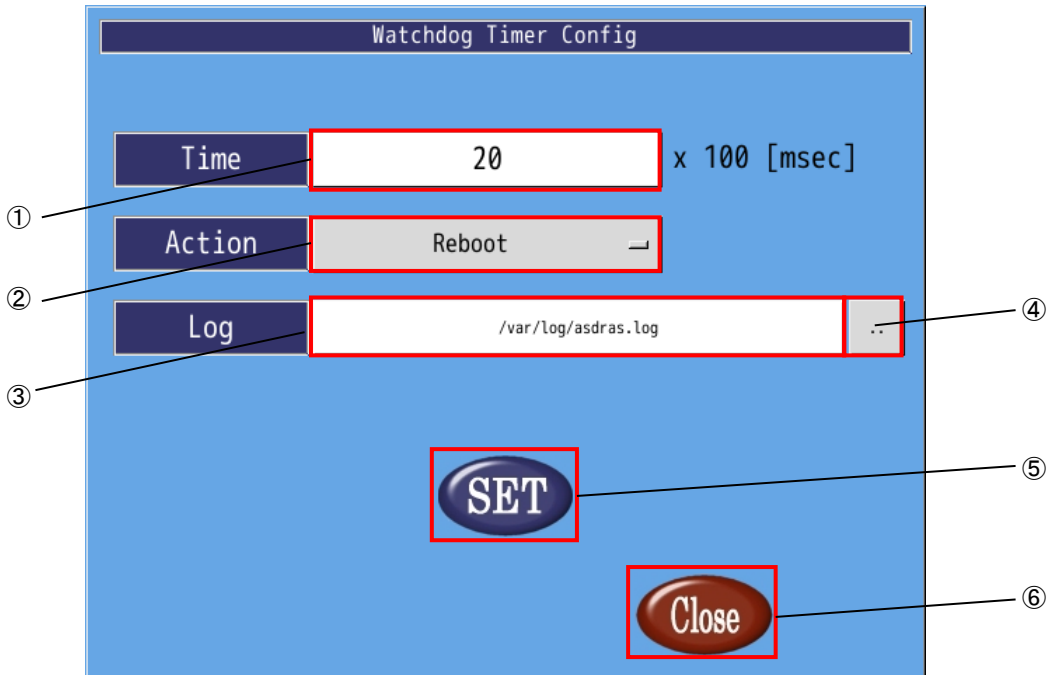 Watchdog Timer Config
Time 20 x 100 [msec]
①
Action Reboot
②
Log /var/log/asdras.log ..
④
③
SET
⑤
Close
⑥